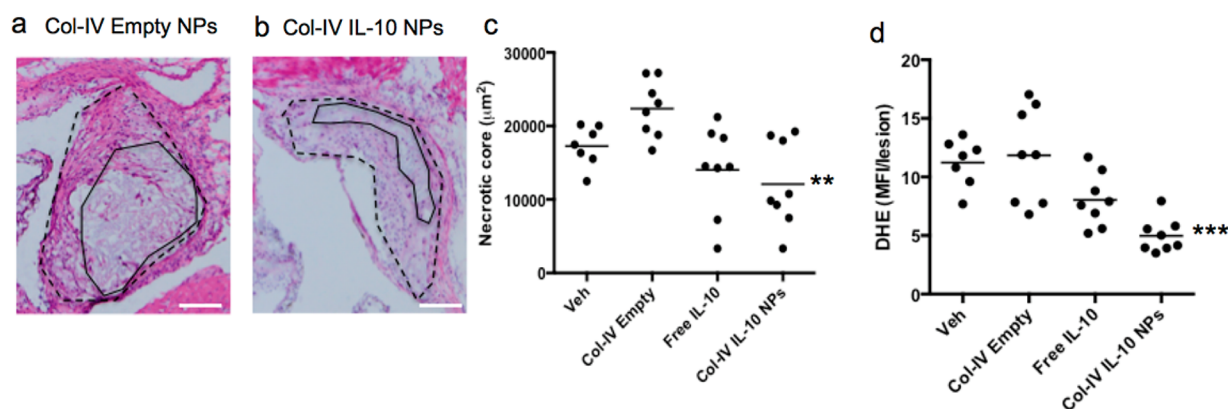 a Col-IV Empty NPs
b Col-IV IL-10 NPs
c
Necrotic core (μm²)
30000
20000
10000
0
Veh
Col-IV Empty
Free IL-10
Col-IV IL-10 NPs
**
d
DHE (MFI/lesion)
20
15
10
5
0
Veh
Col-IV Empty
Free IL-10
Col-IV IL-10 NPs
***